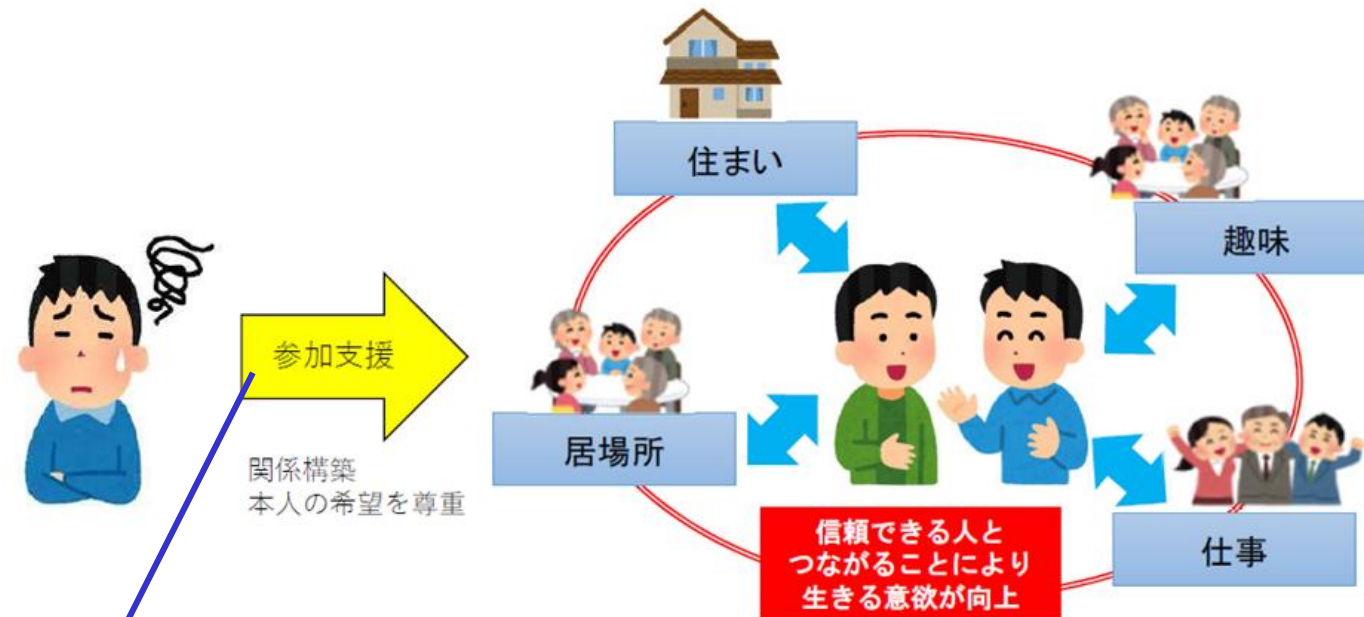 住まい
趣味
参加支援
居場所
関係構築
本人の希望を尊重
信頼できる人と
つながることにより
生きる意欲が向上
仕事